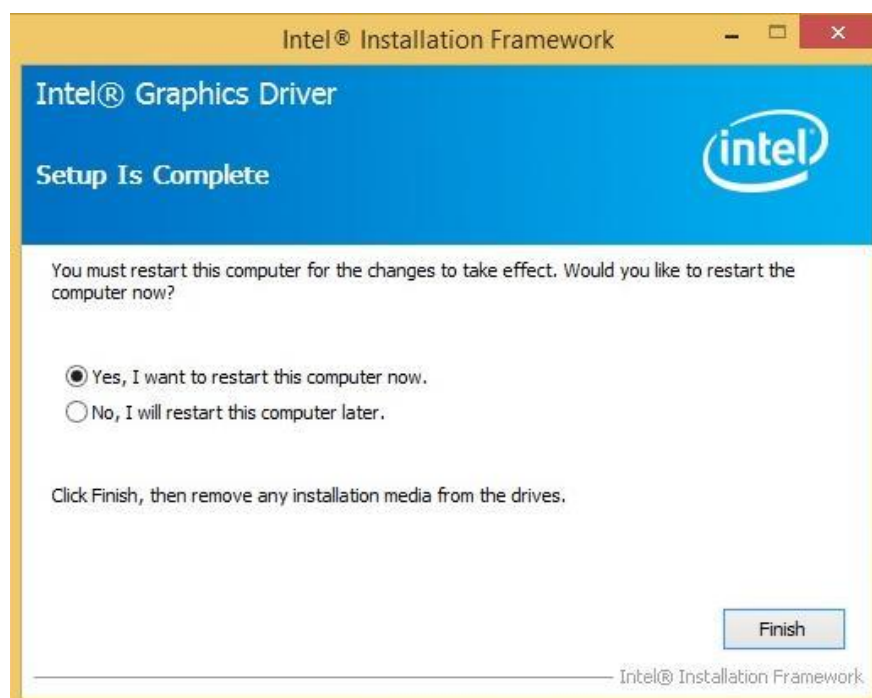 Intel® Installation Framework
Intel® Graphics Driver
intel
Setup Is Complete
You must restart this computer for the changes to take effect. Would you like to restart the
computer now?
Yes, I want to restart this computer now.
No, I will restart this computer later.
Click Finish, then remove any installation media from the drives.
Finish
Intel® Installation Framework